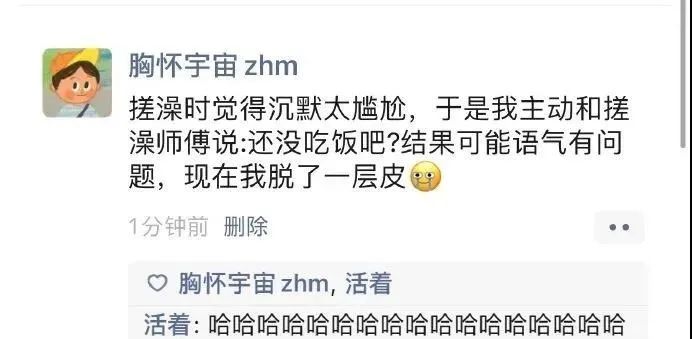 胸怀宇宙 zhm
搓澡时觉得沉默太尴尬，于是我主动和搓
澡师傅说:还没吃饭吧?结果可能语气有问
题，现在我脱了一层皮🥹
1分钟前 删除
胸怀宇宙 zhm, 活着
活着: 哈哈哈哈哈哈哈哈哈哈哈哈哈哈哈哈哈